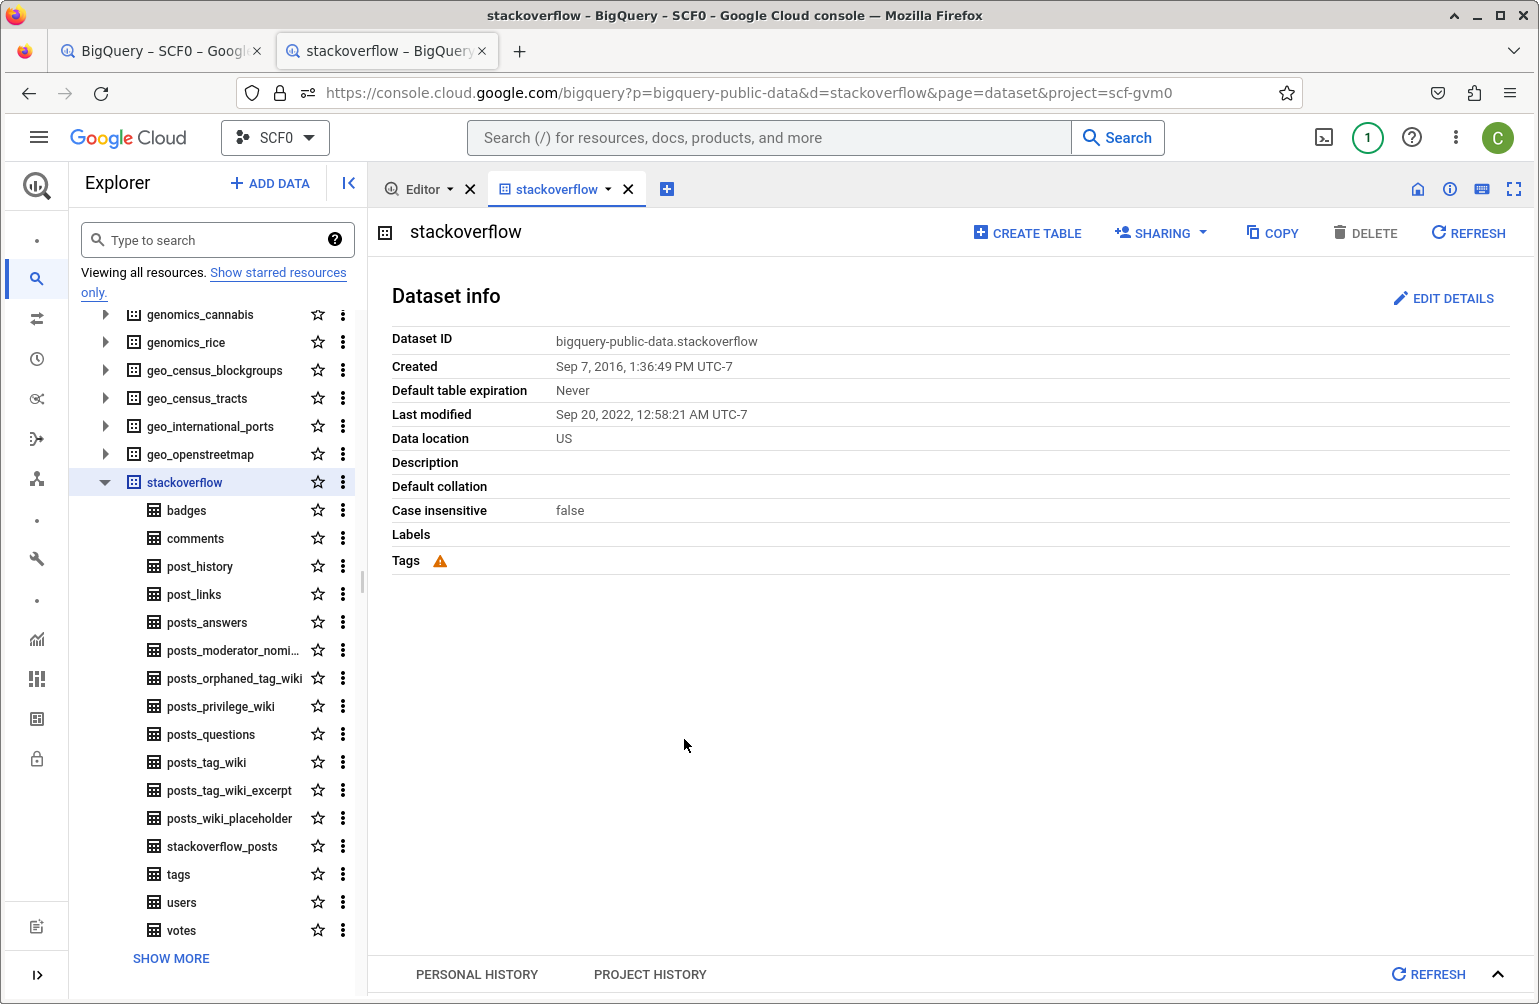 stackoverflow – BigQuery – SCF0 – Google Cloud console — Mozilla Firefox
BigQuery – SCF0 – Googl
stackoverflow – BigQuery
https://console.cloud.google.com/bigquery?p=bigquery-public-data&d=stackoverflow&page=dataset&project=scf-gvm0
Google Cloud
SCF0
Search (/) for resources, docs, products, and more
Search
1
C
Explorer
ADD DATA
Type to search
Viewing all resources. Show starred resources
only.
genomics_cannabis
genomics_rice
geo_census_blockgroups
geo_census_tracts
geo_international_ports
geo_openstreetmap
stackoverflow
badges
comments
post_history
post_links
posts_answers
posts_moderator_nomi...
posts_orphaned_tag_wiki
posts_privilege_wiki
posts_questions
posts_tag_wiki
posts_tag_wiki_excerpt
posts_wiki_placeholder
stackoverflow_posts
tags
users
votes
SHOW MORE
Editor
stackoverflow
stackoverflow
CREATE TABLE
SHARING
COPY
DELETE
REFRESH
Dataset info
EDIT DETAILS
Dataset ID bigquery-public-data.stackoverflow
Created Sep 7, 2016, 1:36:49 PM UTC-7
Default table expiration Never
Last modified Sep 20, 2022, 12:58:21 AM UTC-7
Data location US
Description
Default collation
Case insensitive false
Labels
Tags
PERSONAL HISTORY
PROJECT HISTORY
REFRESH